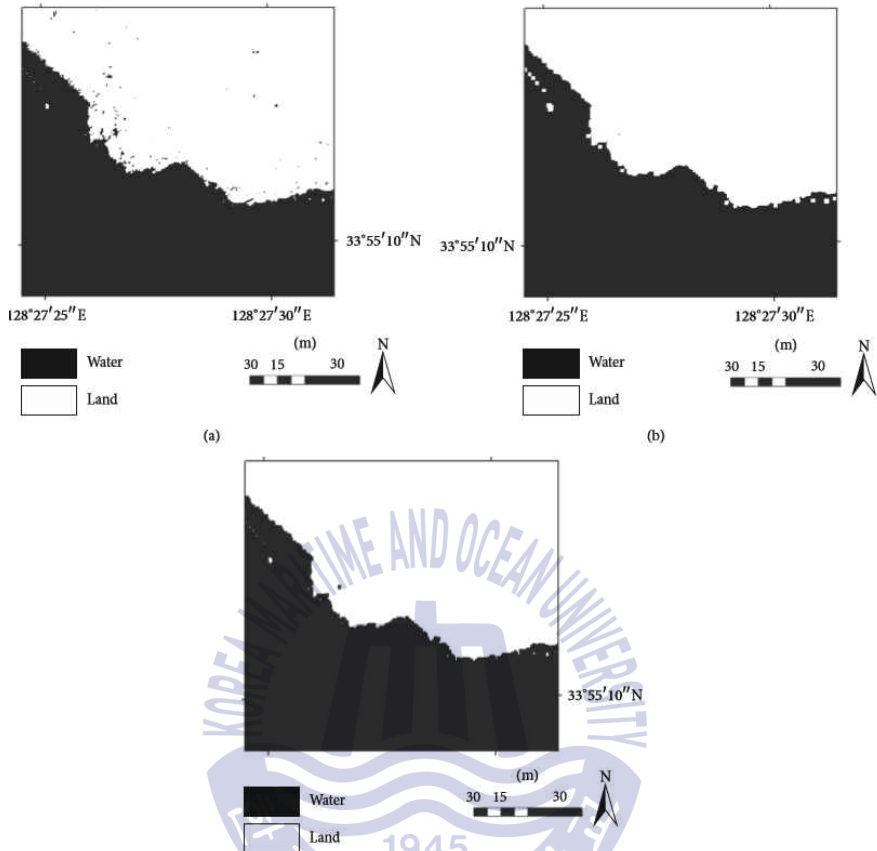 33°55′10″N 33°55′10″N
128°27′25″E 128°27′30″E 128°27′25″E 128°27′30″E
(m) N (m) N
Water 30 15 30 Water 30 15 30
Land Land
(a) (b)
KOREA MARITIME AND OCEAN UNIVERSITY
33°55′10″N
(m) N
Water 30 15 30
Land
1945